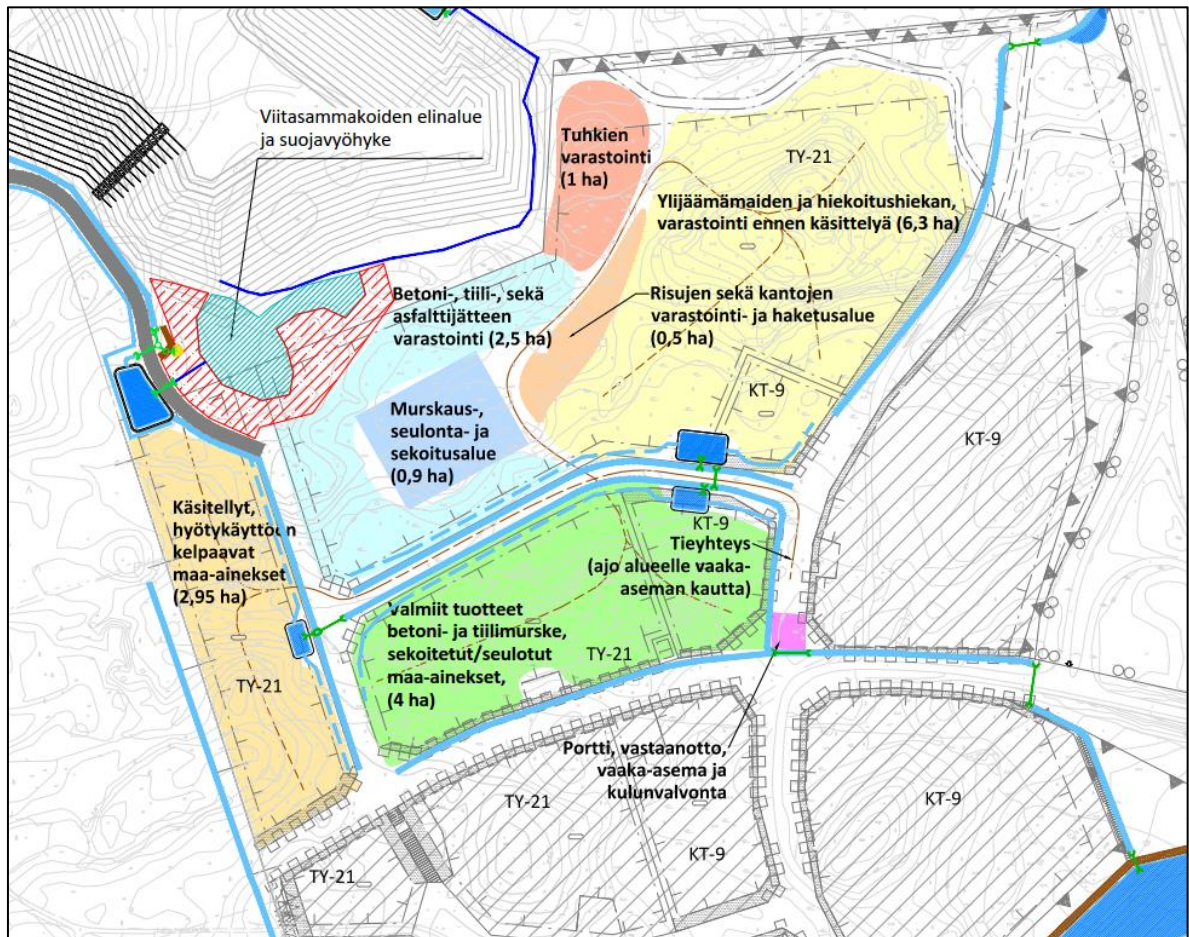 Viitasammakoiden elinalue
ja suojavyöhyke
Tuhkien
varastointi
(1 ha)
TY-21
Ylijäämämaiden ja hiekoitushiekan,
varastointi ennen käsittelyä (6,3 ha)
Betoni-, tiili-, sekä
asfalttijätteen
varastointi (2,5 ha)
Risujen sekä kantojen
varastointi- ja haketusalue
(0,5 ha)
KT-9
KT-9
Murskaus-,
seulonta- ja
sekoitusalue
(0,9 ha)
Käsitellyt,
hyötykäyttöön
kelpaavat
maa-ainekset
(2,95 ha)
KT-9
Tieyhteys
(ajo alueelle vaaka-
aseman kautta)
Valmiit tuotteet
betoni- ja tiilimurske,
sekoitetut/seulotut
maa-ainekset,
(4 ha)
TY-21
TY-21
Portti, vastaanotto,
vaaka-asema ja
kulunvalvonta
TY-21
KT-9
KT-9
TY-21